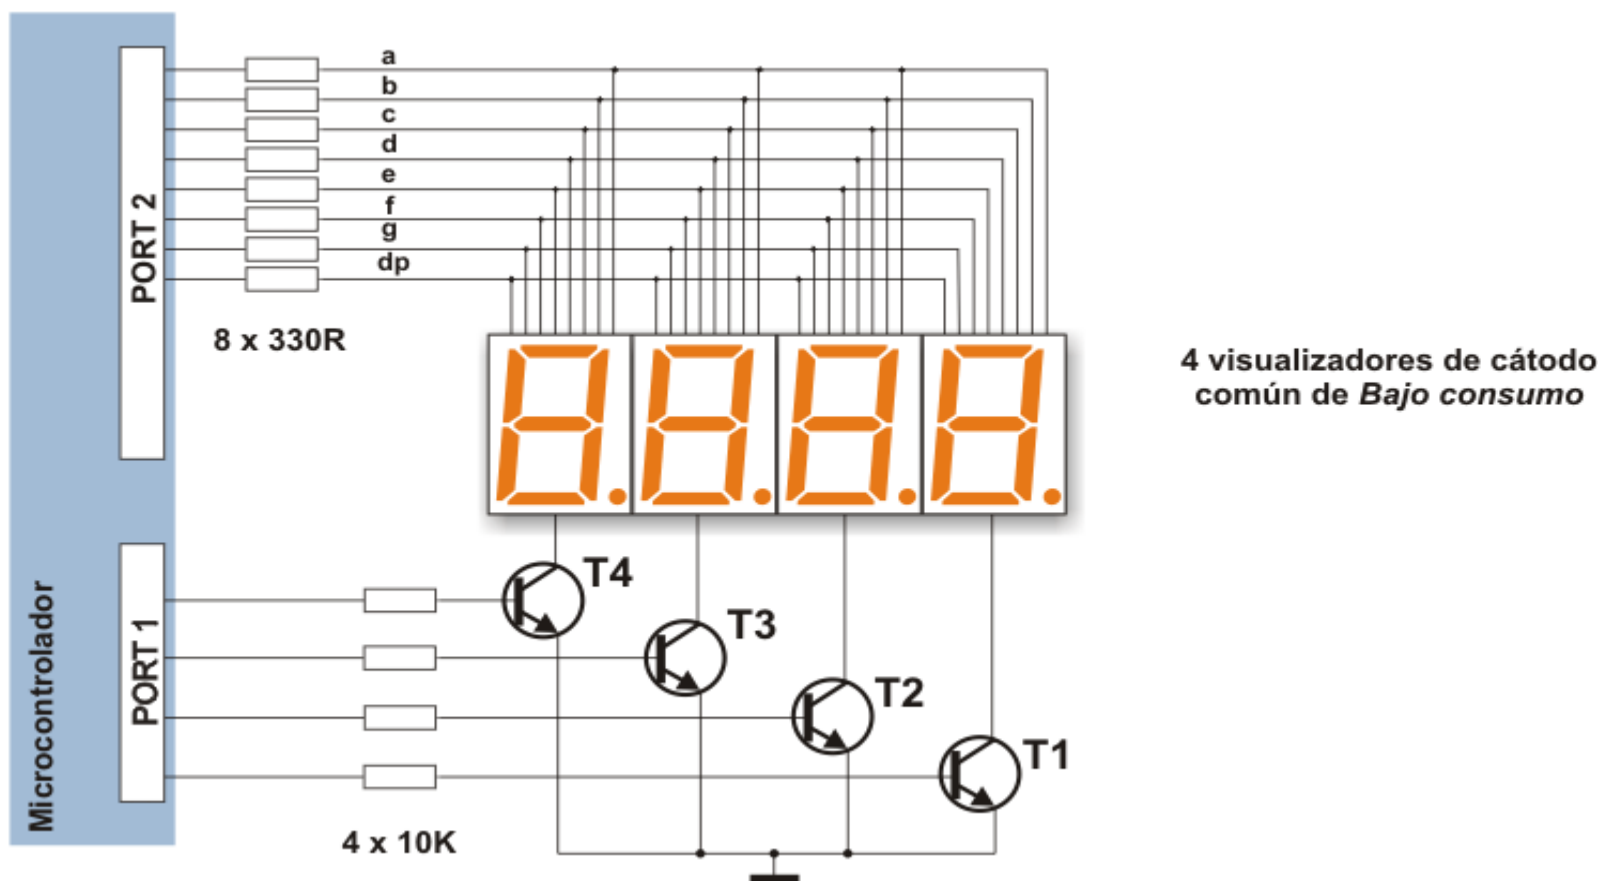 a
b
c
d
e
f
g
dp
PORT 2
8 x 330R
4 visualizadores de cátodo
común de Bajo consumo
T4
T3
T2
T1
PORT 1
Microcontrolador
4 x 10K